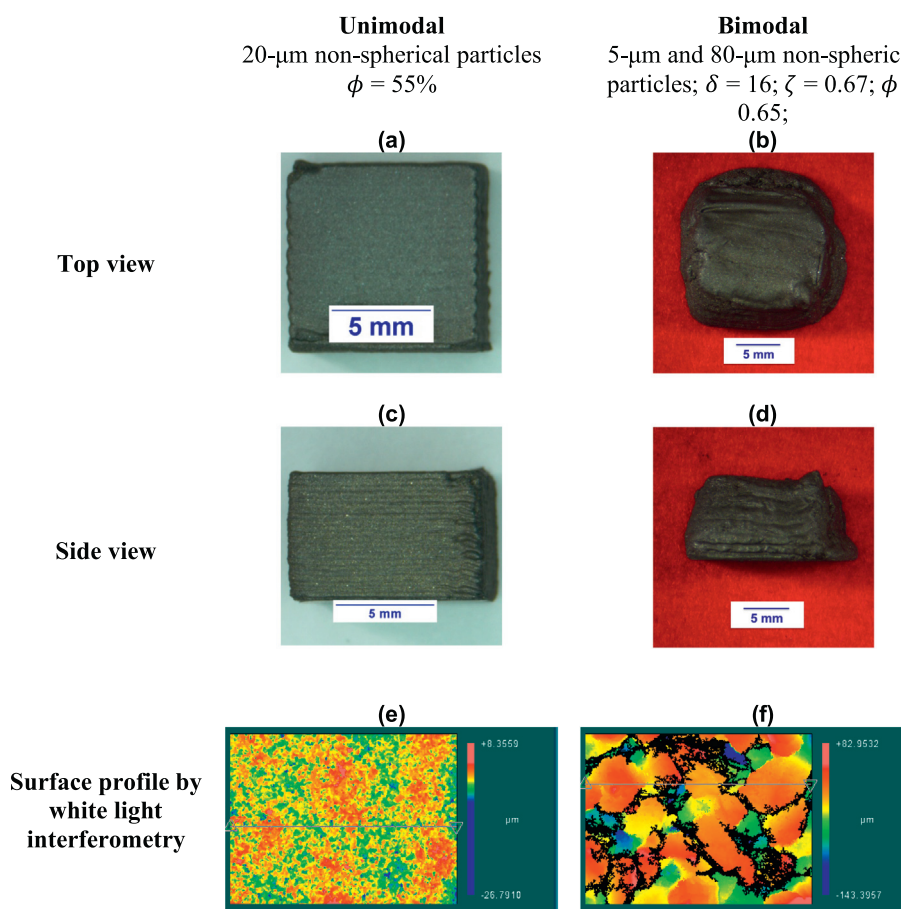 Unimodal
20-μm non-spherical particles
ϕ = 55%
Bimodal
5-μm and 80-μm non-spheric
particles; δ = 16; ζ = 0.67; ϕ
0.65;
(a)
(b)
Top view
5 mm
5 mm
(c)
(d)
Side view
5 mm
5 mm
(e)
(f)
Surface profile by
white light
interferometry
+8.3559
μm
-26.7910
+82.9532
μm
-143.3957